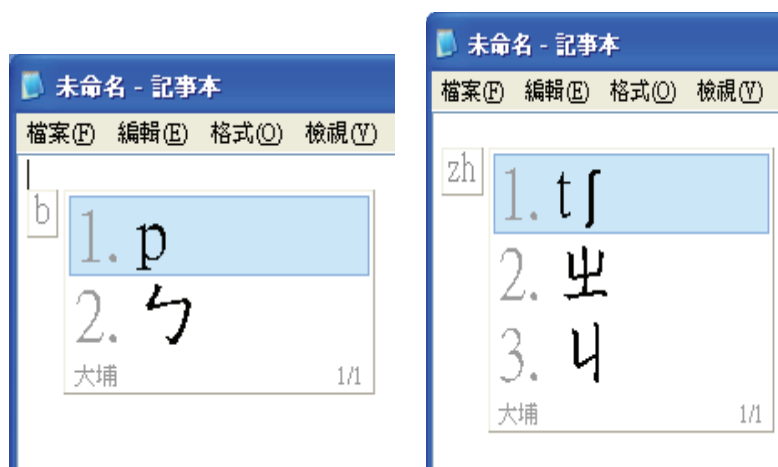 未命名 - 記事本
檔案(F) 編輯(E) 格式(O) 檢視(V)
b
1. p
2. ㄅ
大埔 1/1
未命名 - 記事本
檔案(F) 編輯(E) 格式(O) 檢視(V)
zh
1. tʃ
2. ㄓ
3. ㄐ
大埔 1/1